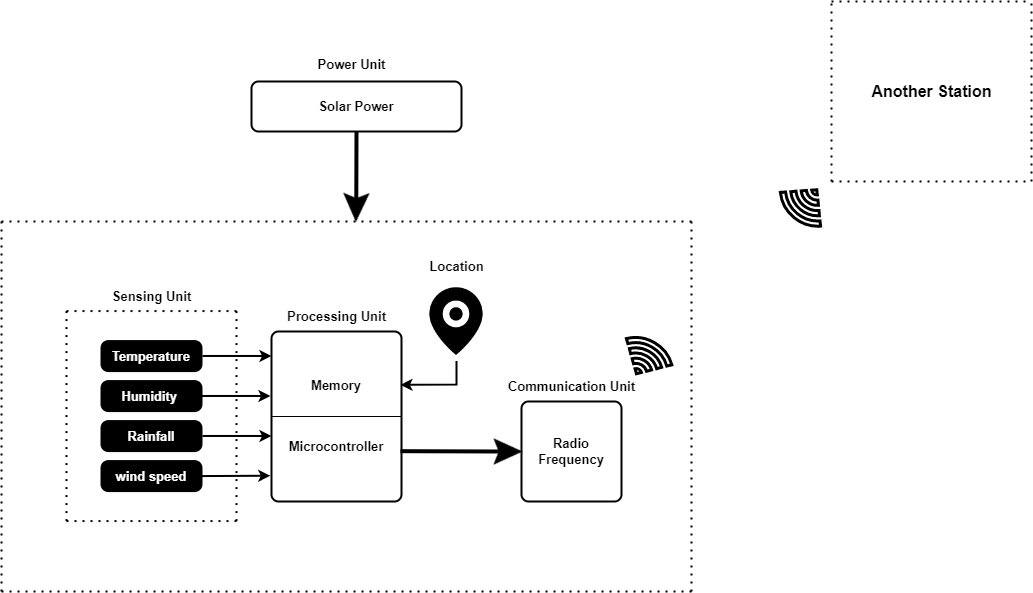 Another Station
Power Unit
Solar Power
Location
Sensing Unit
Processing Unit
Temperature
Humidity
Rainfall
wind speed
Memory
Microcontroller
Communication Unit
Radio
Frequency